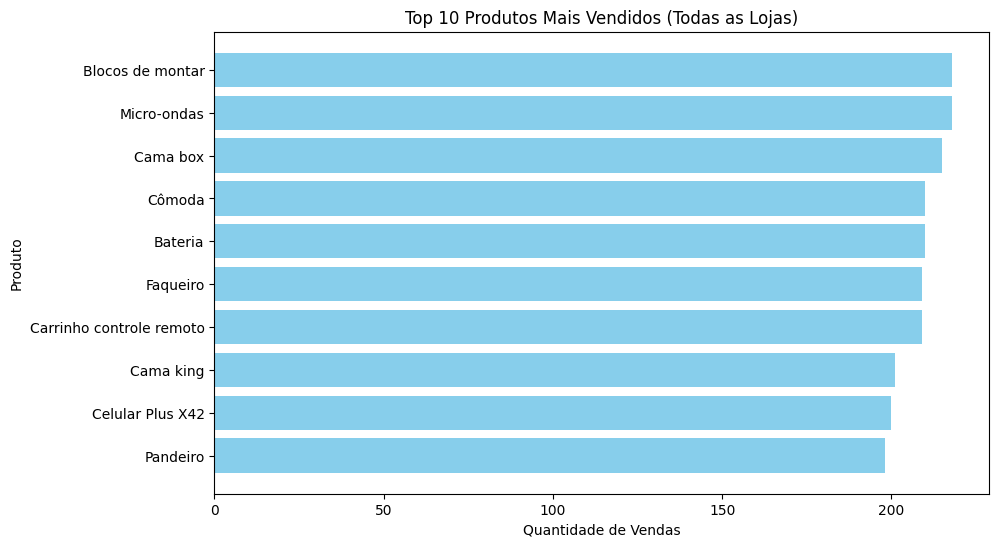 Top 10 Produtos Mais Vendidos (Todas as Lojas)
Produto
Blocos de montar
Micro-ondas
Cama box
Cômoda
Bateria
Faqueiro
Carrinho controle remoto
Cama king
Celular Plus X42
Pandeiro
0 50 100 150 200
Quantidade de Vendas